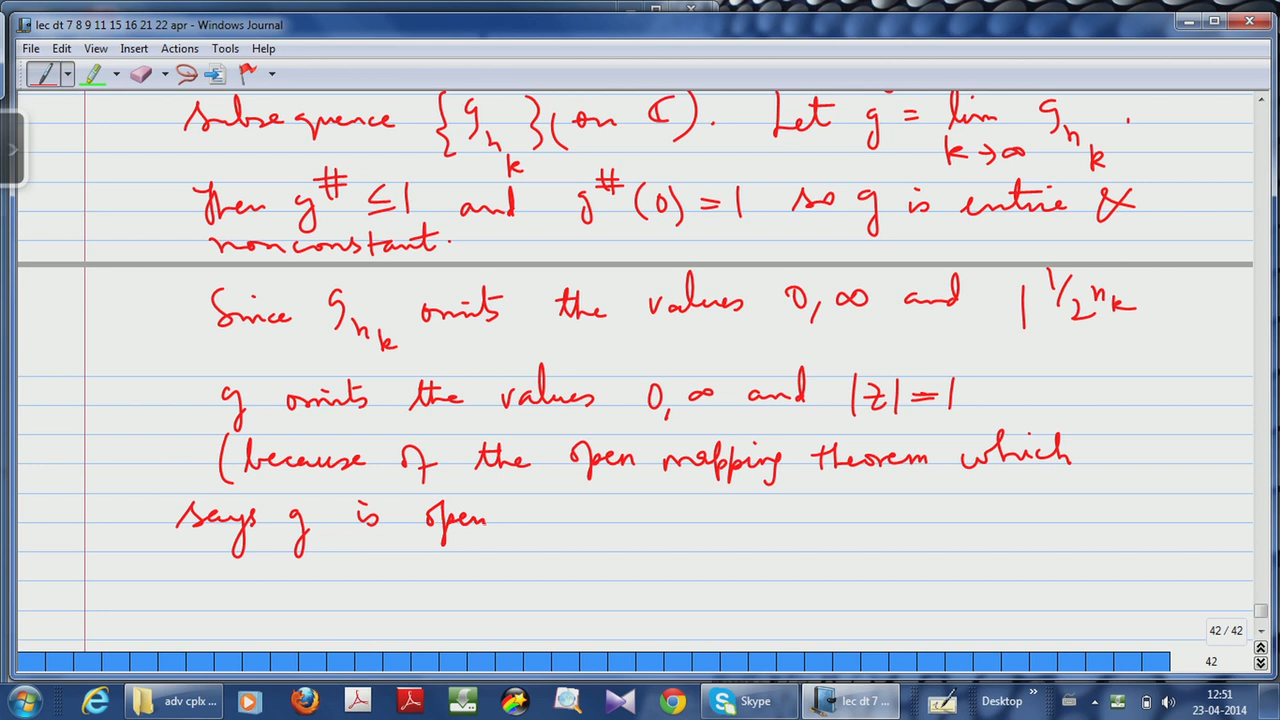 lec dt 7 8 9 11 15 16 21 22 apr - Windows Journal
File Edit View Insert Actions Tools Help
subsequence {g_{n_k}} (on ℂ). Let g = lim_{k→∞} g_{n_k}.
Then g^# ≤ 1 and g^#(0) = 1 so g is entire &
nonconstant.
Since g_{n_k} omits the values 0, ∞ and 1^{1/2^{n_k}}
g omits the values 0, ∞ and |z| = 1
(because of the open mapping theorem which
says g is open
42 / 42
42
adv cplx ...
Skype
lec dt 7 ...
Desktop
12:51
23-04-2014